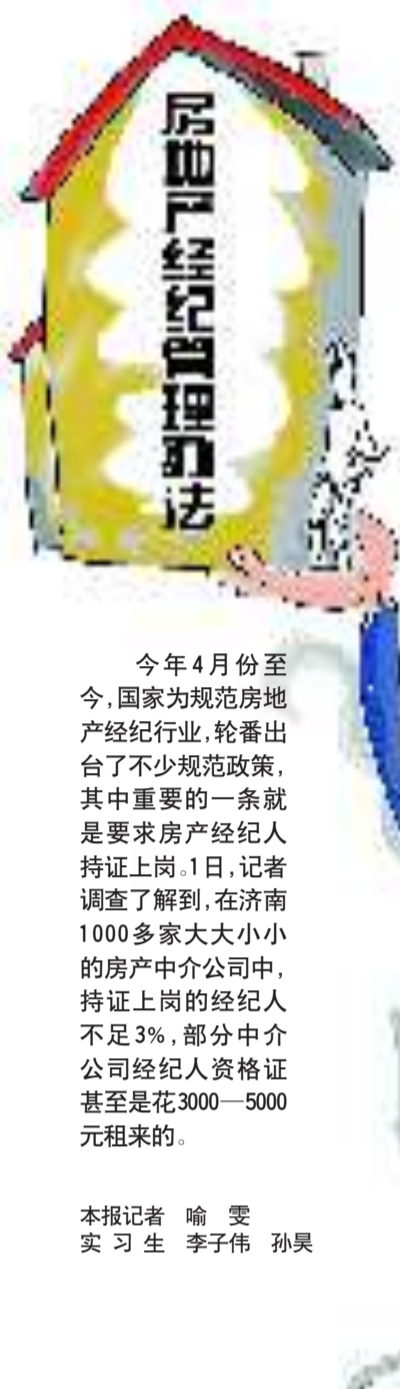 房地产经纪管理办法
今年4月份至
今,国家为规范房地
产经纪行业,轮番出
台了不少规范政策,
其中重要的一条就
是要求房产经纪人
持证上岗。1日,记者
调查了解到,在济南
1000多家大大小小
的房产中介公司中,
持证上岗的经纪人
不足3%,部分中介
公司经纪人资格证
甚至是花3000—5000
元租来的。
本报记者 喻 雯
实 习 生 李子伟 孙昊